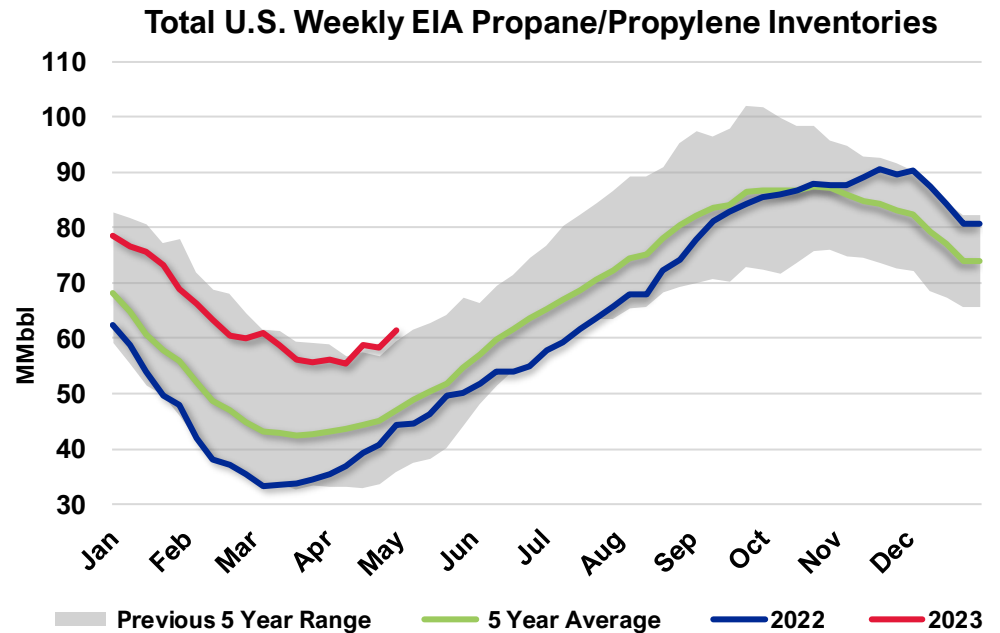 Total U.S. Weekly EIA Propane/Propylene Inventories
110
100
90
80
70
60
50
40
30
MMbbl
Jan Feb Mar Apr May Jun Jul Aug Sep Oct Nov Dec
Previous 5 Year Range 5 Year Average 2022 2023